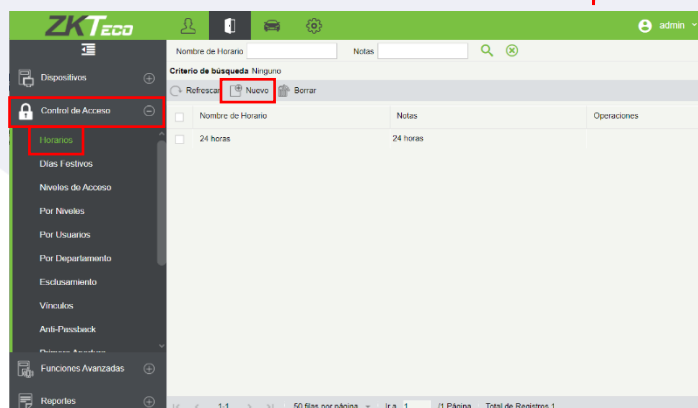 ZKTECO
admin
Nombre de Horario Notas
Criterio de búsqueda Ninguno
Refrescar Nuevo Borrar
Nombre de Horario Notas Operaciones
24 horas 24 horas
Dispositivos
Control de Acceso
Horarios
Días Festivos
Niveles de Acceso
Por Niveles
Por Usuarios
Por Departamento
Esclusamiento
Vínculos
Anti-Passback
Primera Apertura
Funciones Avanzadas
Reportes
1-1 50 filas por página Ir a 1 /1 Página Total de Registros 1